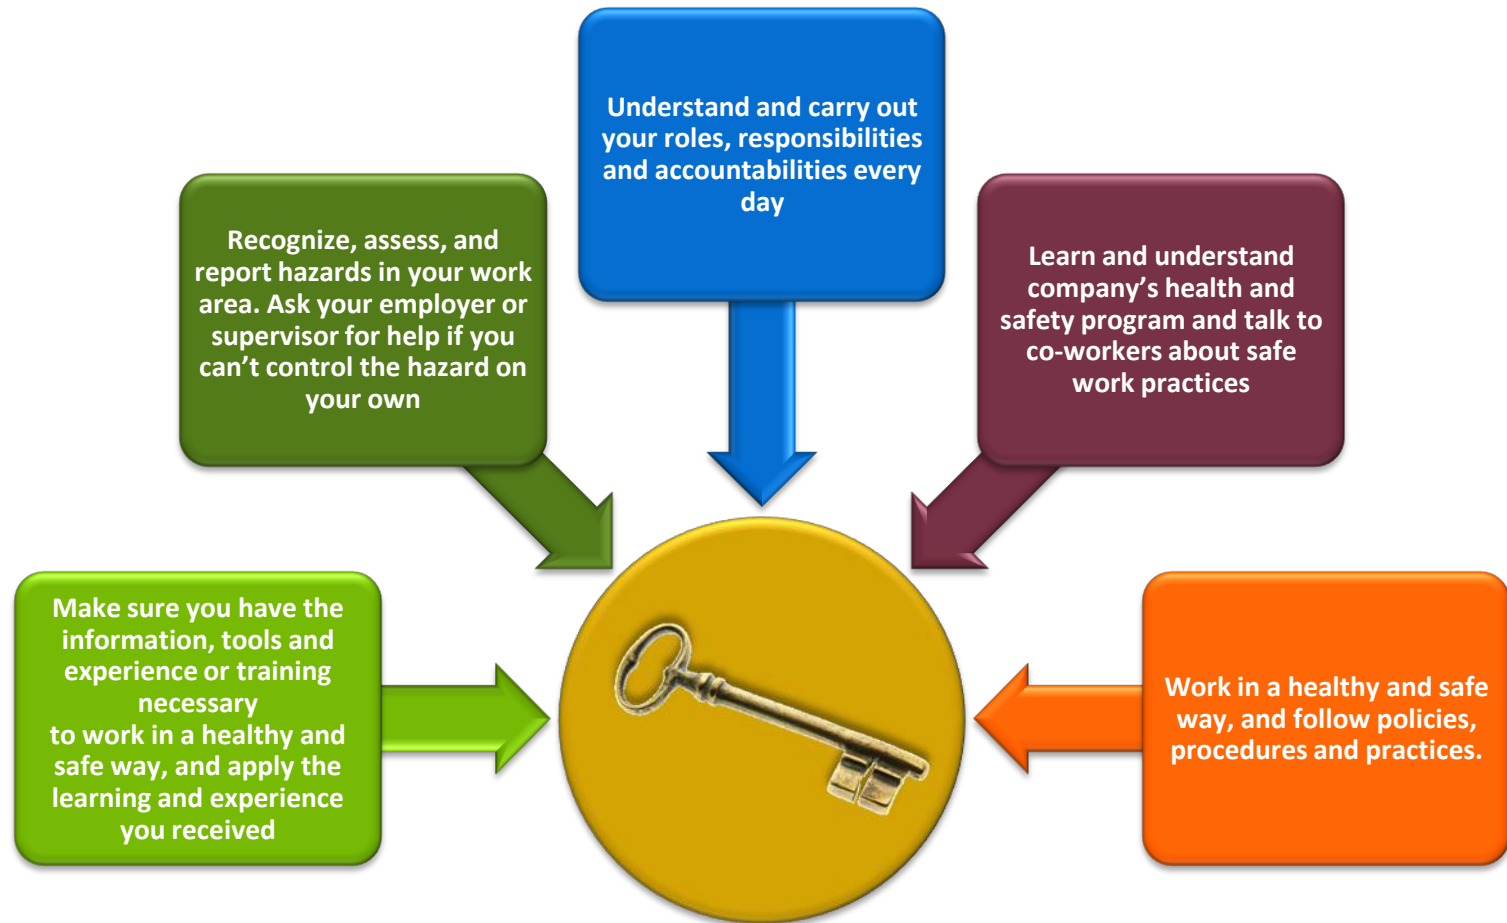 Understand and carry out
your roles, responsibilities
and accountabilities every
day
Recognize, assess, and
report hazards in your work
area. Ask your employer or
supervisor for help if you
can’t control the hazard on
your own
Learn and understand
company’s health and
safety program and talk to
co-workers about safe
work practices
Make sure you have the
information, tools and
experience or training
necessary
to work in a healthy and
safe way, and apply the
learning and experience
you received
Work in a healthy and safe
way, and follow policies,
procedures and practices.